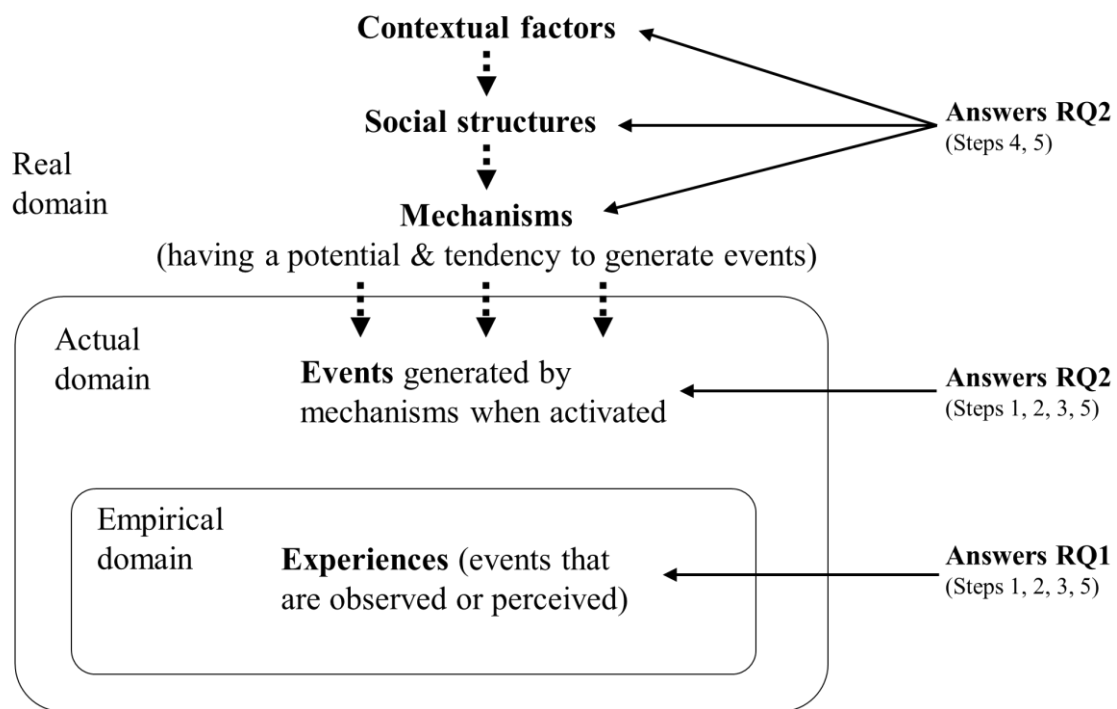 Contextual factors
Social structures
Answers RQ2
(Steps 4, 5)
Real
domain
Mechanisms
(having a potential & tendency to generate events)
Actual
domain
Events generated by
mechanisms when activated
Answers RQ2
(Steps 1, 2, 3, 5)
Empirical
domain
Experiences (events that
are observed or perceived)
Answers RQ1
(Steps 1, 2, 3, 5)